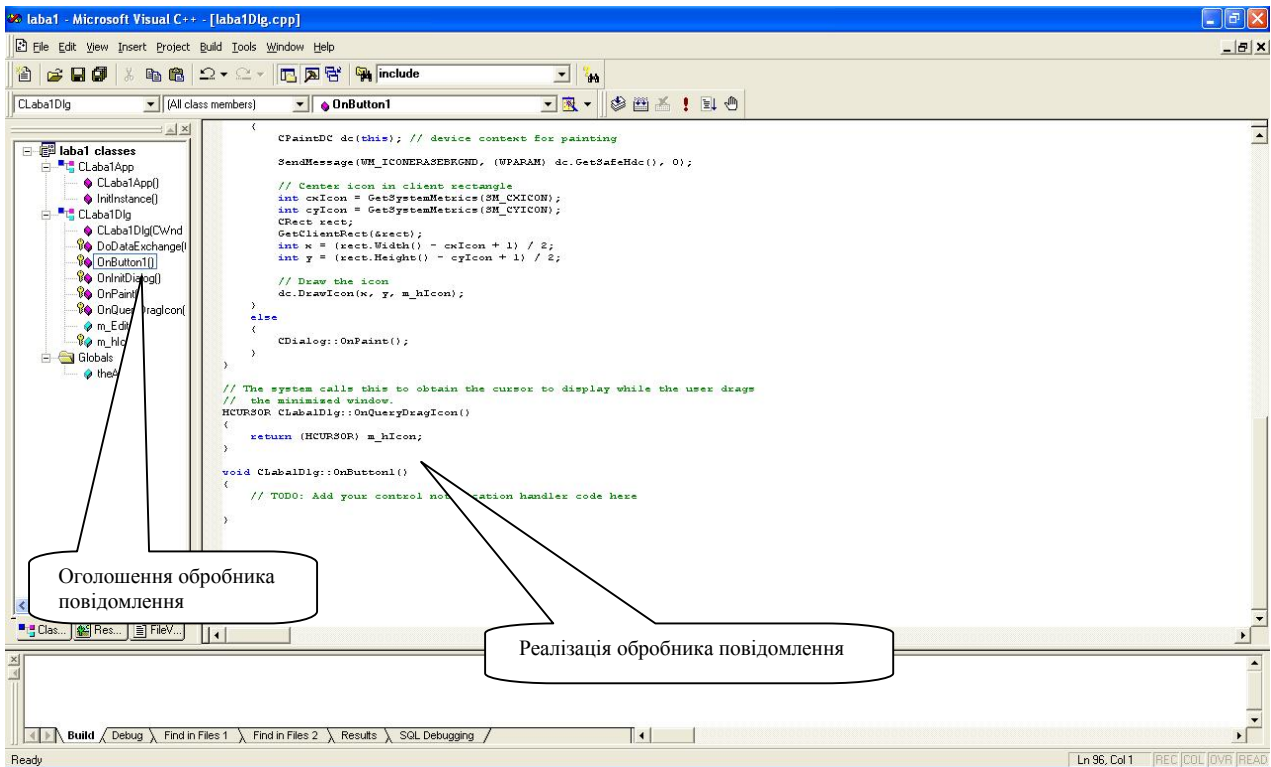 laba1 - Microsoft Visual C++ - [laba1Dlg.cpp]
File Edit View Insert Project Build Tools Window Help
include
CLaba1Dlg (All class members) OnButton1
laba1 classes
CLaba1App
CLaba1App()
InitInstance()
CLaba1Dlg
CLaba1Dlg(CWnd
DoDataExchange(
OnButton1()
OnInitDialog()
OnPaint
OnQue DragIcon(
m_Edit
m_hIc
Globals
theA
{
CPaintDC dc(this); // device context for painting
SendMessage(WM_ICONERASEBKGND, (WPARAM) dc.GetSafeHdc(), 0);
// Center icon in client rectangle
int cxIcon = GetSystemMetrics(SM_CXICON);
int cyIcon = GetSystemMetrics(SM_CYICON);
CRect rect;
GetClientRect(&rect);
int x = (rect.Width() - cxIcon + 1) / 2;
int y = (rect.Height() - cyIcon + 1) / 2;
// Draw the icon
dc.DrawIcon(x, y, m_hIcon);
}
else
{
CDialog::OnPaint();
}
}
// The system calls this to obtain the cursor to display while the user drags
// the minimized window.
HCURSOR CLaba1Dlg::OnQueryDragIcon()
{
return (HCURSOR) m_hIcon;
}
void CLaba1Dlg::OnButton1()
{
// TODO: Add your control not cation handler code here
}
Оголошення обробника
повідомлення
Реалізація обробника повідомлення
Clas... Res... FileV...
Build Debug Find in Files 1 Find in Files 2 Results SQL Debugging
Ready
Ln 96, Col 1 REC COL OVR READ